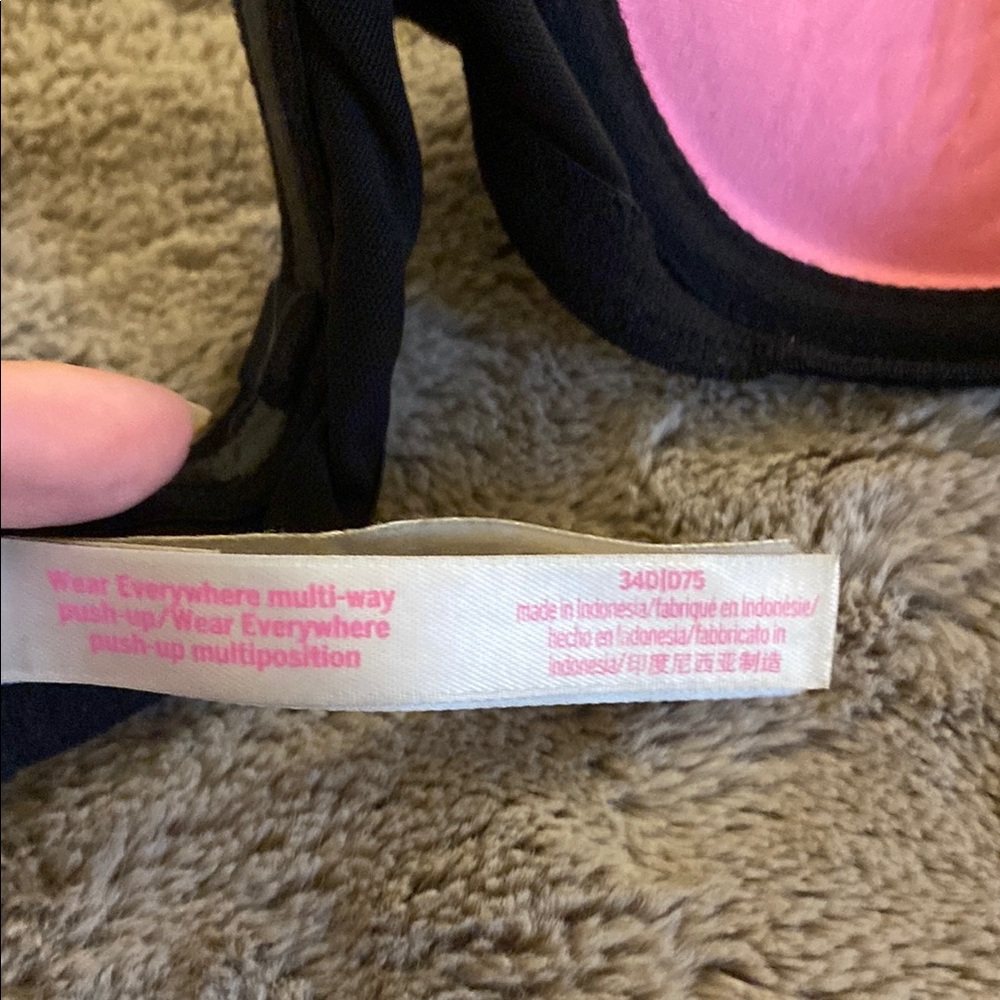 Wear Everywhere multi-way
push-up/Wear Everywhere
push-up multiposition
34D|D75
made in Indonesia/fabriqué en Indonésie/
hecho en Indonesia/fabbricato in
Indonesia/印度尼西亚制造